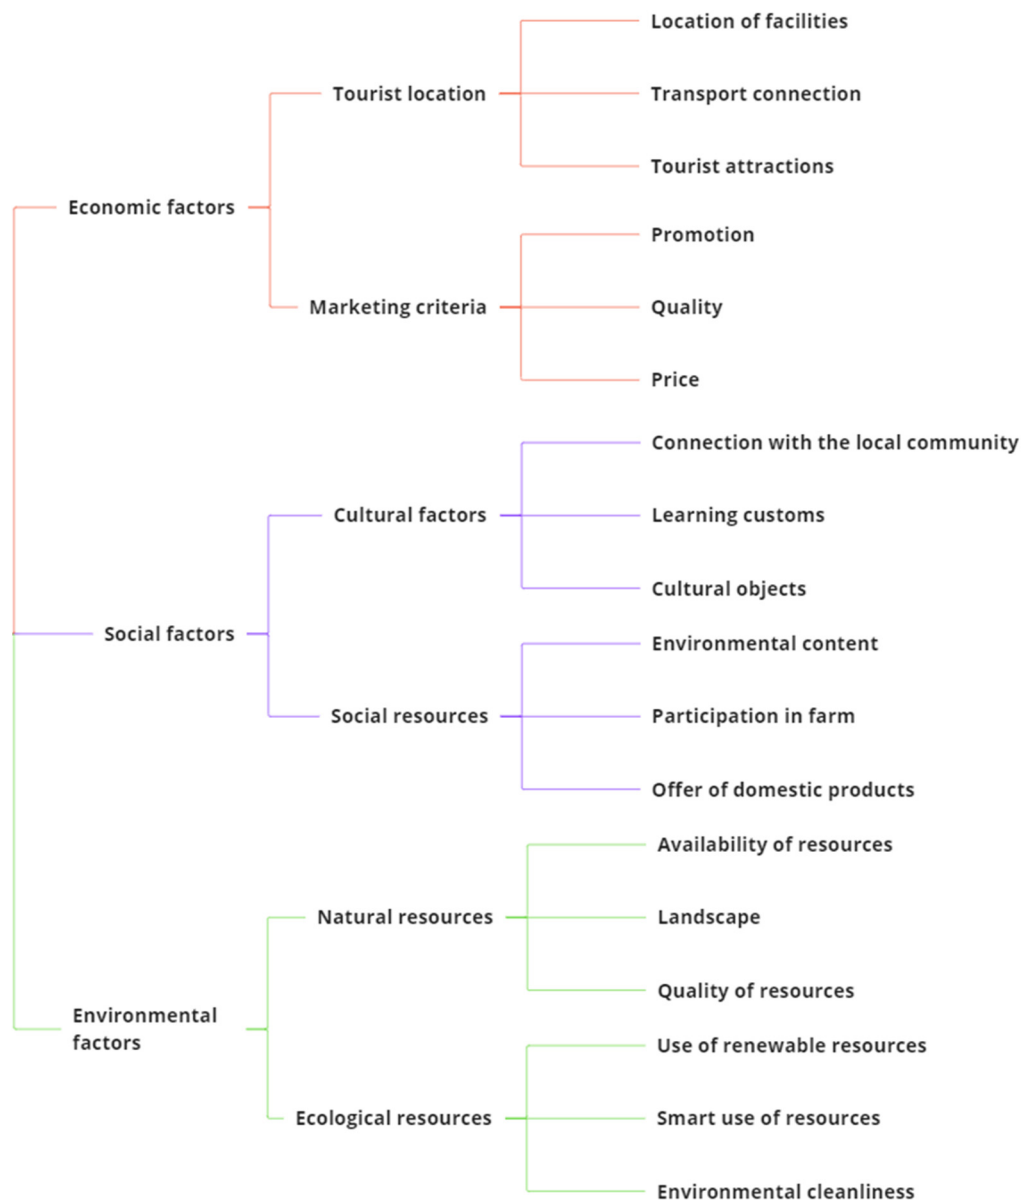 Economic factors
Tourist location
Location of facilities
Transport connection
Tourist attractions
Marketing criteria
Promotion
Quality
Price
Social factors
Cultural factors
Connection with the local community
Learning customs
Cultural objects
Social resources
Environmental content
Participation in farm
Offer of domestic products
Environmental
factors
Natural resources
Availability of resources
Landscape
Quality of resources
Ecological resources
Use of renewable resources
Smart use of resources
Environmental cleanliness